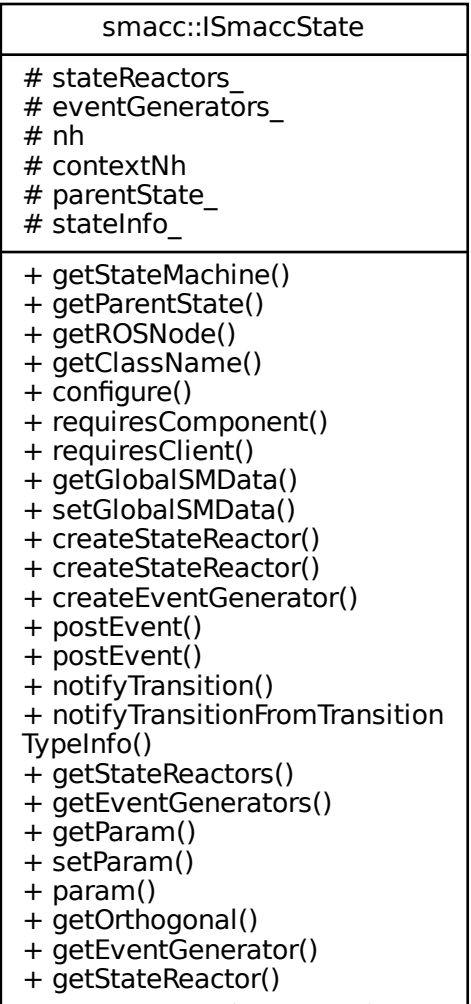 smacc::ISmaccState
# stateReactors_
# eventGenerators_
# nh
# contextNh
# parentState_
# stateInfo_
+ getStateMachine()
+ getParentState()
+ getROSNode()
+ getClassName()
+ configure()
+ requiresComponent()
+ requiresClient()
+ getGlobalSMData()
+ setGlobalSMData()
+ createStateReactor()
+ createStateReactor()
+ createEventGenerator()
+ postEvent()
+ postEvent()
+ notifyTransition()
+ notifyTransitionFromTransition
TypeInfo()
+ getStateReactors()
+ getEventGenerators()
+ getParam()
+ setParam()
+ param()
+ getOrthogonal()
+ getEventGenerator()
+ getStateReactor()